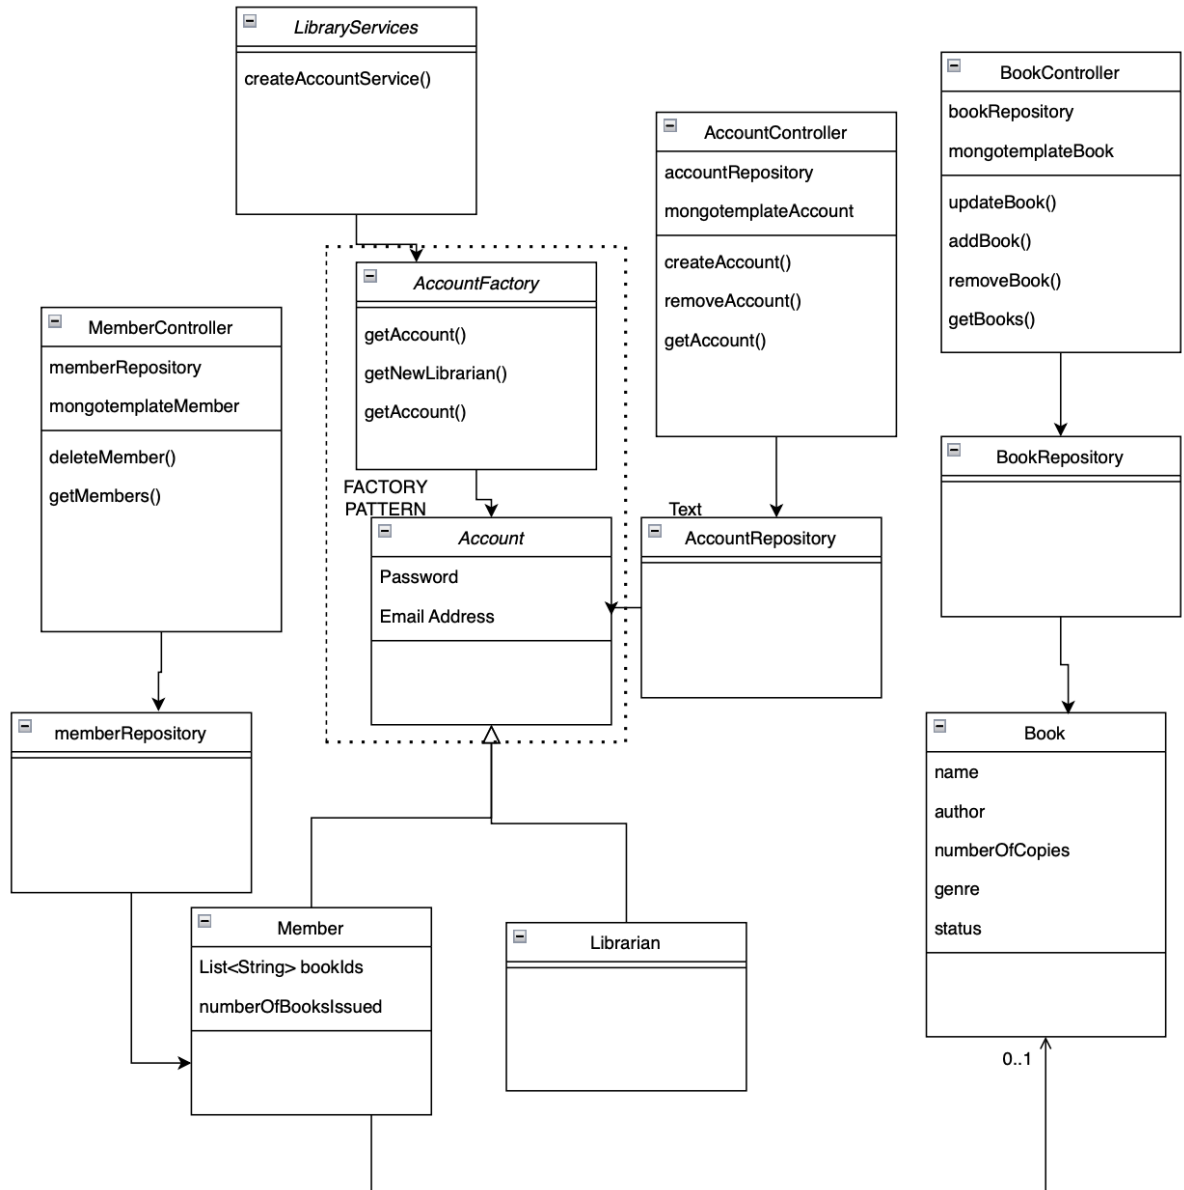 LibraryServices
createAccountService()
BookController
bookRepository
mongotemplateBook
updateBook()
addBook()
removeBook()
getBooks()
AccountController
accountRepository
mongotemplateAccount
createAccount()
removeAccount()
getAccount()
AccountFactory
getAccount()
getNewLibrarian()
getAccount()
MemberController
memberRepository
mongotemplateMember
deleteMember()
getMembers()
FACTORY
PATTERN
Account
Password
Email Address
Text
AccountRepository
BookRepository
memberRepository
Book
name
author
numberOfCopies
genre
status
Member
List<String> bookIds
numberOfBooksIssued
Librarian
0..1